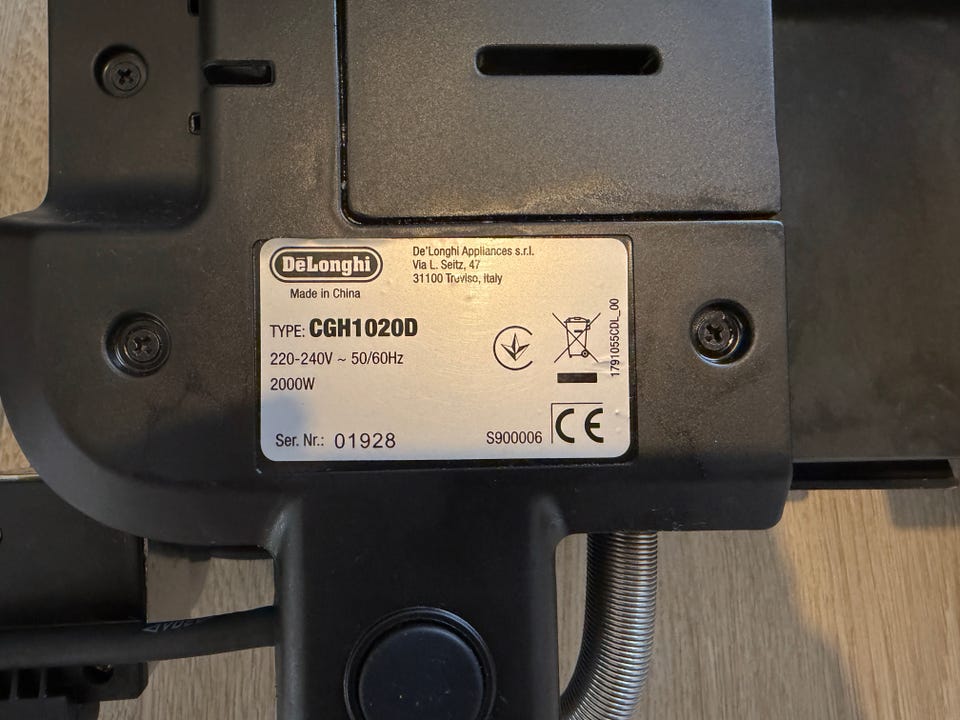 DēLonghi
Made in China
De'Longhi Appliances s.r.l.
Via L. Seitz, 47
31100 Treviso, Italy
TYPE: CGH1020D
220-240V ~ 50/60Hz
2000W
Ser. Nr.: 01928
S900006
CE
1791055CDL_00